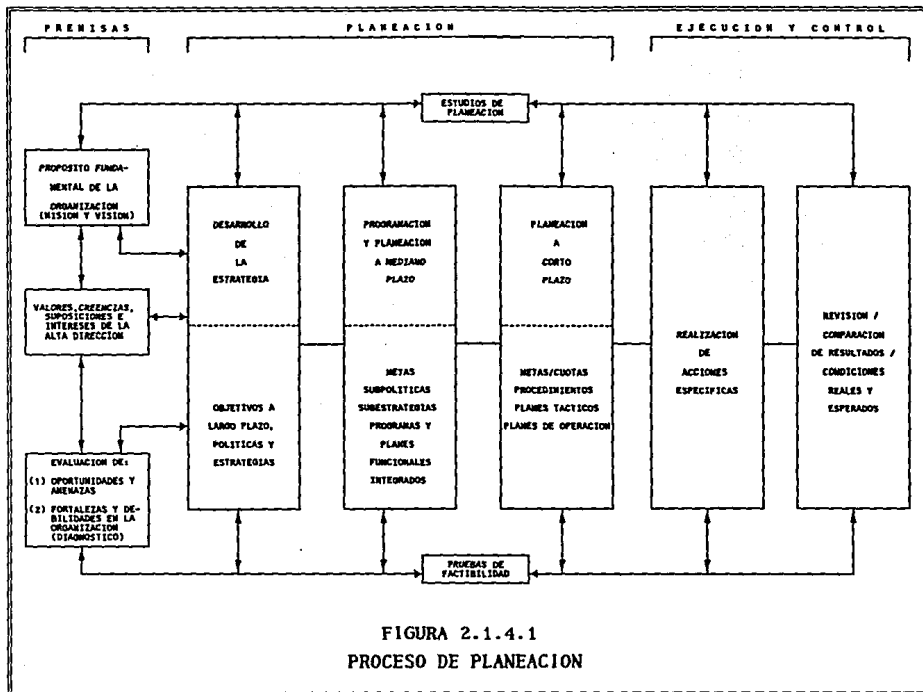 PREMISAS
PLANEACION
EJECUCION Y CONTROL
ESTUDIOS DE
PLANEACION
PROPOSITO FUNDA-
MENTAL DE LA
ORGANIZACION
(MISION Y VISION)
VALORES, CREENCIAS,
SUPOSICIONES E
INTERESES DE LA
ALTA DIRECCION
EVALUACION DE:
(1) OPORTUNIDADES Y
AMENAZAS
(2) FORTALEZAS Y DE-
BILIDADES EN LA
ORGANIZACION
(DIAGNOSTICO)
DESARROLLO
DE
LA
ESTRATEGIA
OBJETIVOS A
LARGO PLAZO,
POLITICAS Y
ESTRATEGIAS
PROGRAMACION
Y PLANEACION
A MEDIANO
PLAZO
METAS
SUBPOLITICAS
SUBESTRATEGIAS
PROGRAMAS Y
PLANES
FUNCIONALES
INTEGRADOS
PLANEACION
A
CORTO
PLAZO
METAS/CUOTAS
PROCEDIMIENTOS
PLANES TACTICOS
PLANES DE OPERACION
REALIZACION
DE
ACCIONES
ESPECIFICAS
REVISION /
COMPARACION
DE RESULTADOS /
CONDICIONES
REALES Y
ESPERADOS
PRUEBAS DE
FACTIBILIDAD
FIGURA 2.1.4.1
PROCESO DE PLANEACION